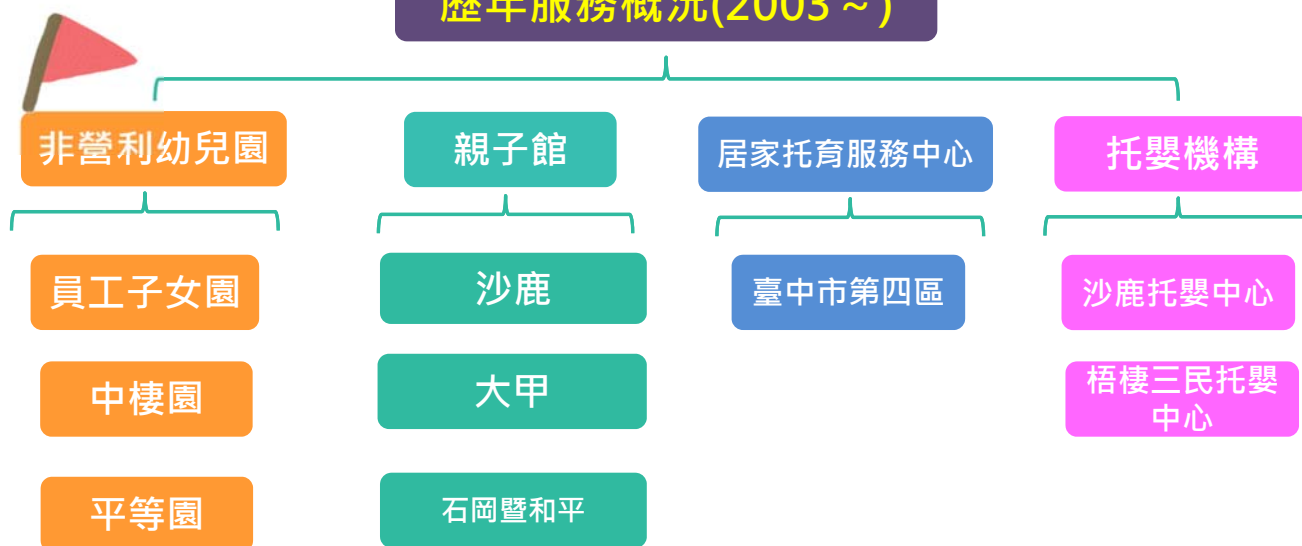 歷年服務概況(2003～)
非營利幼兒園
親子館
居家托育服務中心
托嬰機構
員工子女園
沙鹿
臺中市第四區
沙鹿托嬰中心
中棲園
大甲
梧棲三民托嬰
中心
平等園
石岡暨和平